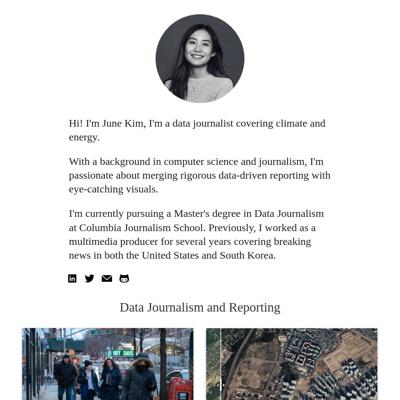 Hi! I'm June Kim, I'm a data journalist covering climate and
energy.
With a background in computer science and journalism, I'm
passionate about merging rigorous data-driven reporting with
eye-catching visuals.
I'm currently pursuing a Master's degree in Data Journalism
at Columbia Journalism School. Previously, I worked as a
multimedia producer for several years covering breaking
news in both the United States and South Korea.
Data Journalism and Reporting